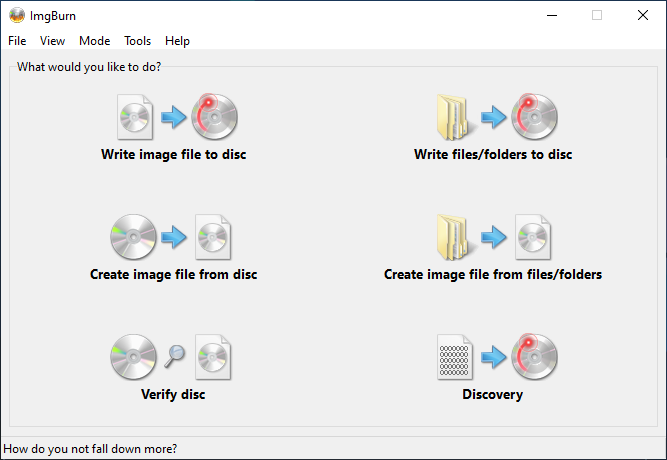 ImgBurn
File View Mode Tools Help
What would you like to do?
Write image file to disc
Write files/folders to disc
Create image file from disc
Create image file from files/folders
Verify disc
Discovery
How do you not fall down more?